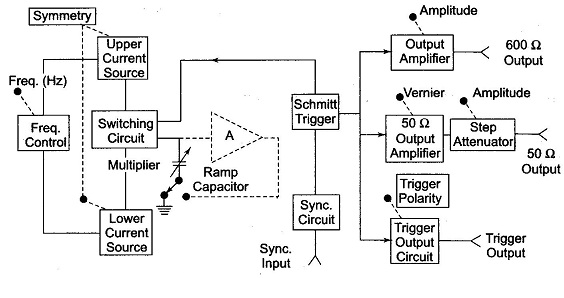 Symmetry
Upper
Current
Source
Freq. (Hz)
Freq.
Control
Switching
Circuit
Multiplier
Lower
Current
Source
A
Ramp
Capacitor
Schmitt
Trigger
Sync.
Circuit
Sync.
Input
Amplitude
Output
Amplifier
600 Ω
Output
Vernier
50 Ω
Output
Amplifier
Amplitude
Step
Attenuator
50 Ω
Output
Trigger
Polarity
Trigger
Output
Circuit
Trigger
Output